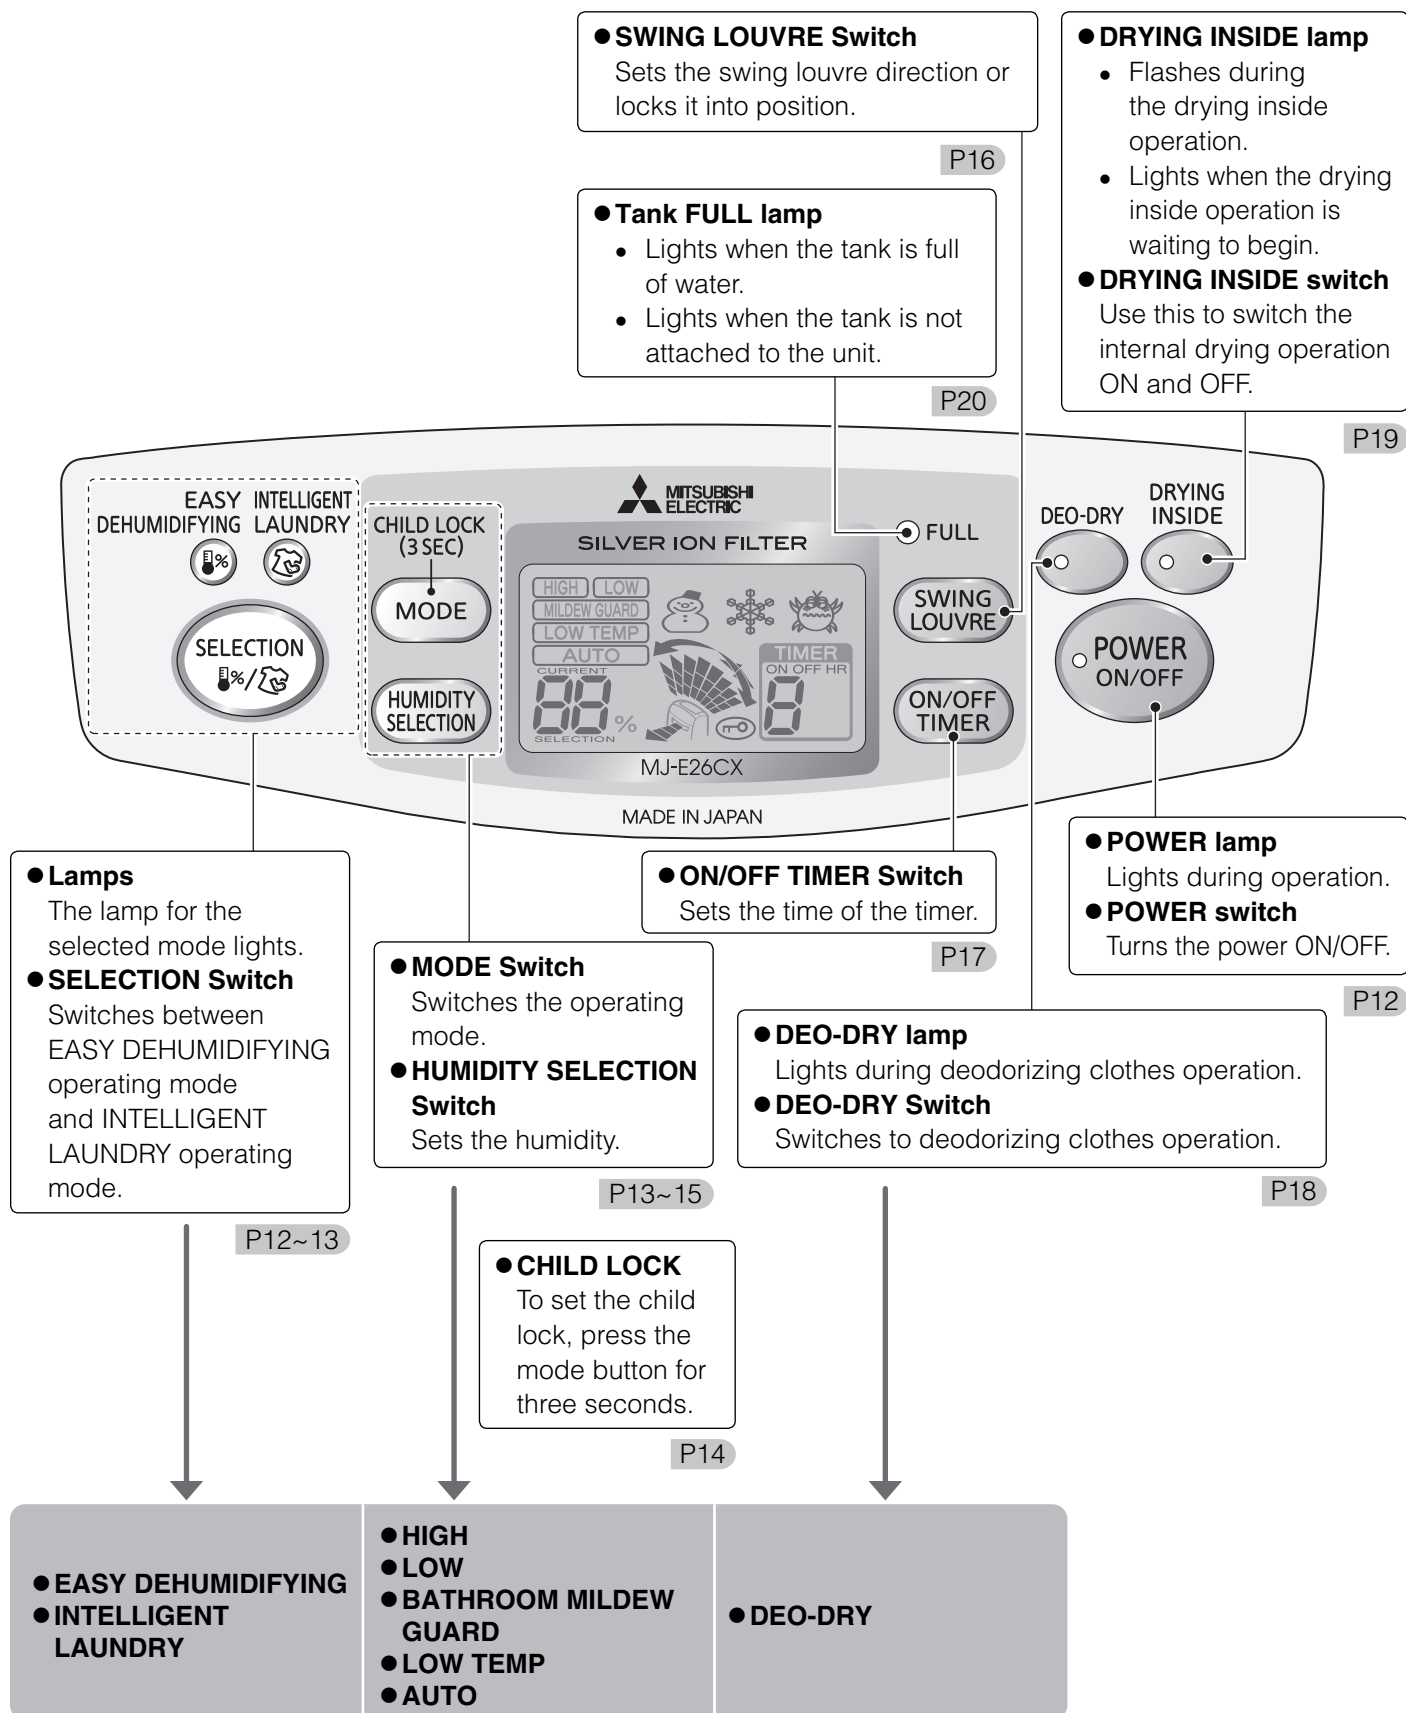 ● SWING LOUVRE Switch
Sets the swing louvre direction or
locks it into position.
P16
● Tank FULL lamp
• Lights when the tank is full
of water.
• Lights when the tank is not
attached to the unit.
P20
● DRYING INSIDE lamp
• Flashes during
the drying inside
operation.
• Lights when the drying
inside operation is
waiting to begin.
● DRYING INSIDE switch
Use this to switch the
internal drying operation
ON and OFF.
P19
EASY
DEHUMIDIFYING
INTELLIGENT
LAUNDRY
SELECTION
%/
CHILD LOCK
(3 SEC)
MODE
HUMIDITY
SELECTION
MITSUBISHI
ELECTRIC
SILVER ION FILTER
HIGH LOW
MILDEW GUARD
LOW TEMP
AUTO
CURRENT
88%
SELECTION
TIMER
ON OFF HR
8
MJ-E26CX
MADE IN JAPAN
FULL
SWING
LOUVRE
ON/OFF
TIMER
DEO-DRY
DRYING
INSIDE
POWER
ON/OFF
● Lamps
The lamp for the
selected mode lights.
● SELECTION Switch
Switches between
EASY DEHUMIDIFYING
operating mode
and INTELLIGENT
LAUNDRY operating
mode.
P12~13
● MODE Switch
Switches the operating
mode.
● HUMIDITY SELECTION
Switch
Sets the humidity.
P13~15
● ON/OFF TIMER Switch
Sets the time of the timer.
P17
● POWER lamp
Lights during operation.
● POWER switch
Turns the power ON/OFF.
P12
● DEO-DRY lamp
Lights during deodorizing clothes operation.
● DEO-DRY Switch
Switches to deodorizing clothes operation.
P18
● CHILD LOCK
To set the child
lock, press the
mode button for
three seconds.
P14
● EASY DEHUMIDIFYING
● INTELLIGENT
LAUNDRY
● HIGH
● LOW
● BATHROOM MILDEW
GUARD
● LOW TEMP
● AUTO
● DEO-DRY